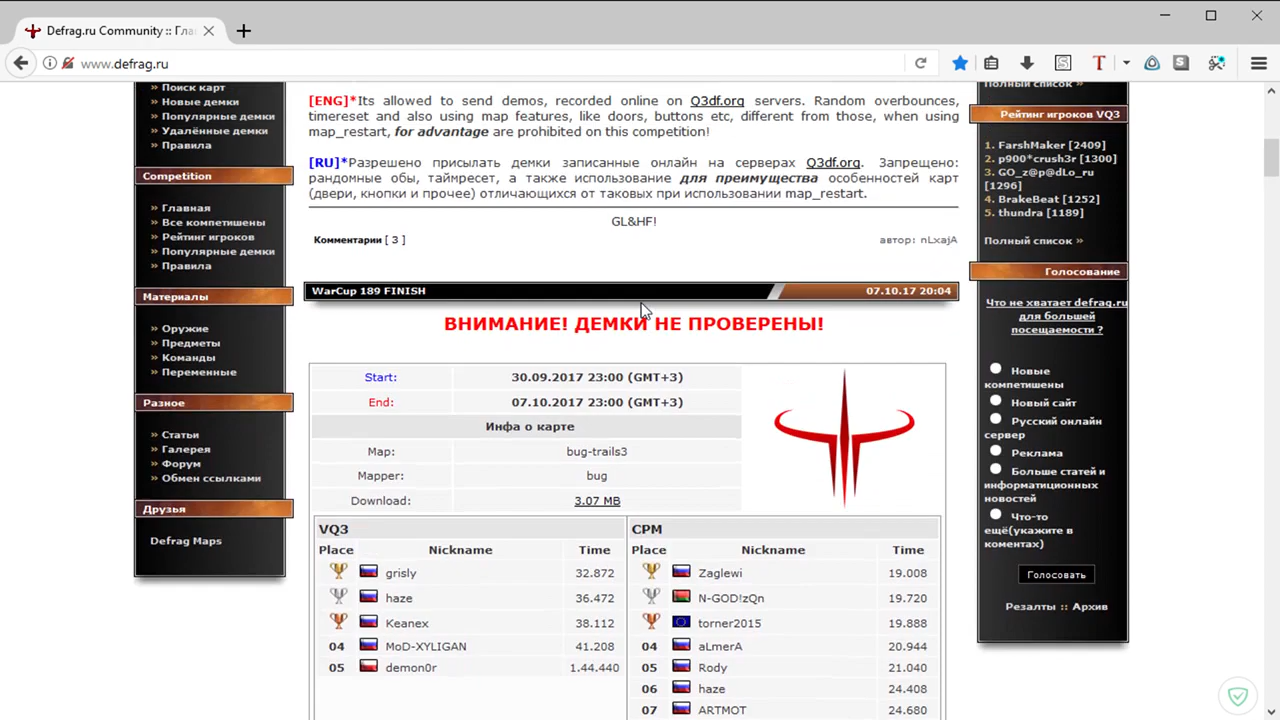 Defrag.ru Community :: Гла
www.defrag.ru
Поиск карт
Новые демки
Популярные демки
Удалённые демки
Правила
Competition
Главная
Все компетишены
Рейтинг игроков
Популярные демки
Правила
Материалы
Оружие
Предметы
Команды
Переменные
Разное
Статьи
Галерея
Форум
Обмен ссылками
Друзья
Defrag Maps
[ENG]*Its allowed to send demos, recorded online on Q3df.org servers. Random overbounces,
timereset and also using map features, like doors, buttons etc, different from those, when using
map_restart, for advantage are prohibited on this competition!
[RU]*Разрешено присылать демки записанные онлайн на серверах Q3df.org. Запрещено:
рандомные обы, таймресет, а также использование для преимущества особенностей карт
(двери, кнопки и прочее) отличающихся от таковых при использовании map_restart.
GL&HF!
Комментарии [ 3 ] автор: nLxajA
WarCup 189 FINISH 07.10.17 20:04
ВНИМАНИЕ! ДЕМКИ НЕ ПРОВЕРЕНЫ!
Start: 30.09.2017 23:00 (GMT+3)
End: 07.10.2017 23:00 (GMT+3)
Инфа о карте
Map: bug-trails3
Mapper: bug
Download: 3.07 MB
VQ3
Place Nickname Time
grisly 32.872
haze 36.472
Keanex 38.112
04 MoD-XYLIGAN 41.208
05 demon0r 1.44.440
CPM
Place Nickname Time
Zaglewi 19.008
N-GOD!zQn 19.720
torner2015 19.888
04 aLmerA 20.944
05 Rody 21.040
06 haze 24.408
07 ARTMOT 24.680
Полный список »
Рейтинг игроков VQ3
1. FarshMaker [2409]
2. p900*crush3r [1300]
3. GO_z@p@dLo_ru
[1296]
4. BrakeBeat [1252]
5. thundra [1189]
Полный список »
Голосование
Что не хватает defrag.ru
для большей
посещаемости ?
Новые
компетишены
Новый сайт
Русский онлайн
сервер
Реклама
Больше статей и
информатиционных
новостей
Что-то
ещё(укажите в
коментах)
Голосовать
Резалты :: Архив